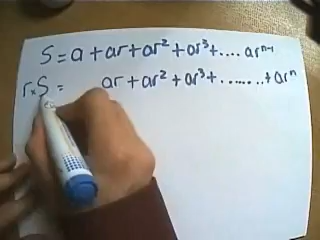 S = a + ar + ar² + ar³ + .... arⁿ⁻¹
r×S = ar + ar² + ar³ + ....... + arⁿ